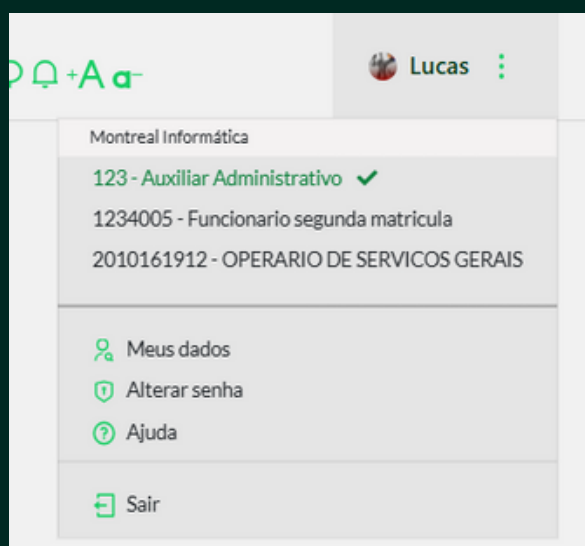 +A a-
Lucas
Montreal Informática
123 - Auxiliar Administrativo
1234005 - Funcionario segunda matricula
2010161912 - OPERARIO DE SERVICOS GERAIS
Meus dados
Alterar senha
Ajuda
Sair